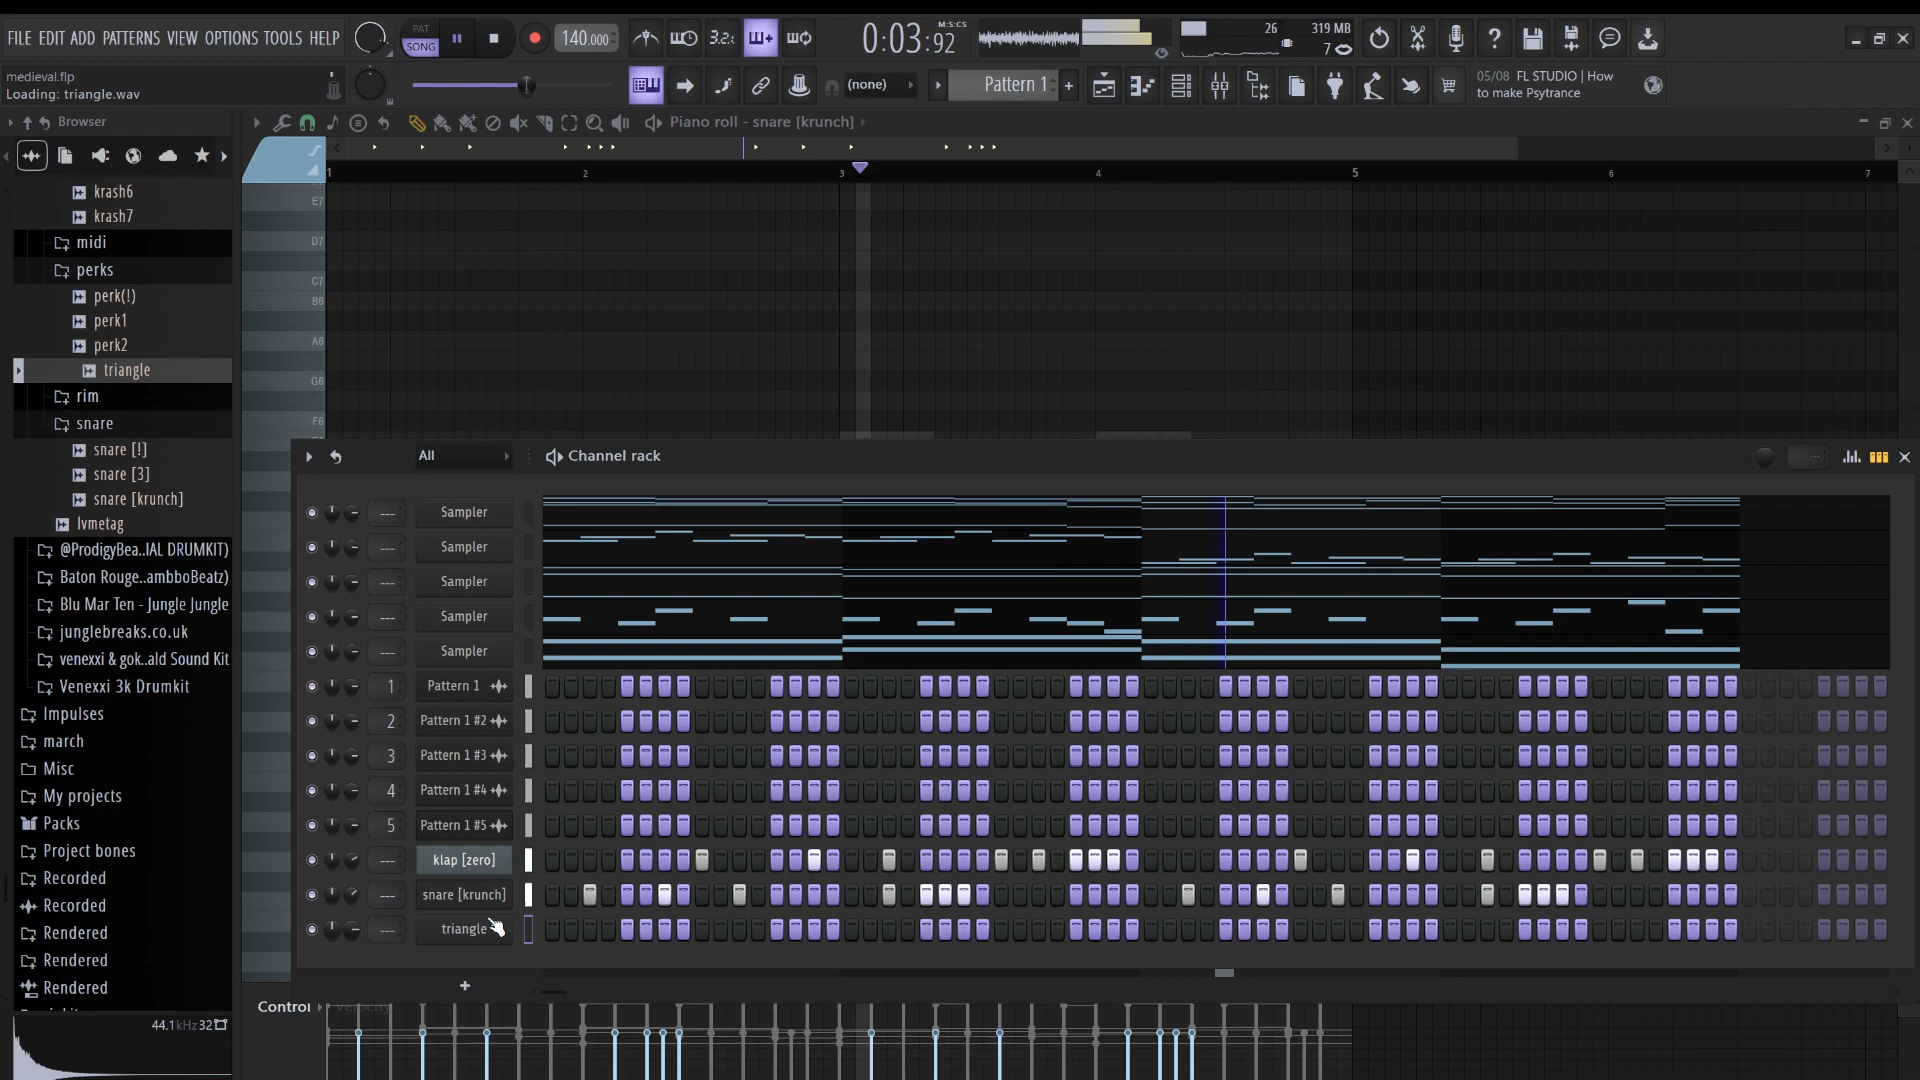 FILE EDIT ADD PATTERNS VIEW OPTIONS TOOLS HELP
PAT
SONG
140.000
3.2
0:03:92
M:S:CS
26
319 MB
7
medieval.flp
Loading: triangle.wav
(none)
Pattern 1
05/08 FL STUDIO | How
to make Psytrance
Browser
Piano roll - snare [krunch]
1
2
3
4
5
6
7
E7
D7
C7
B6
A6
G6
F6
krash6
krash7
midi
perks
perk(!)
perk1
perk2
triangle
rim
snare
snare [!]
snare [3]
snare [krunch]
lvmetag
@ProdigyBea..IAL DRUMKIT)
Baton Rouge..ambboBeatz)
Blu Mar Ten - Jungle Jungle
junglebreaks.co.uk
venexxi & gok..ald Sound Kit
Venexxi 3k Drumkit
Impulses
march
Misc
My projects
Packs
Project bones
Recorded
Recorded
Rendered
Rendered
Rendered
44.1kHz 32
All
Channel rack
Sampler
Sampler
Sampler
Sampler
Sampler
1 Pattern 1
2 Pattern 1 #2
3 Pattern 1 #3
4 Pattern 1 #4
5 Pattern 1 #5
klap [zero]
snare [krunch]
triangle
Control
Velocity